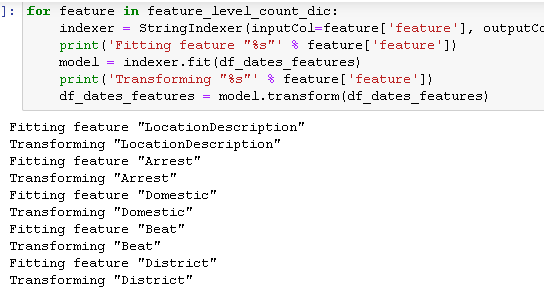 ]: for feature in feature_level_count_dic:
indexer = StringIndexer(inputCol=feature['feature'], outputCo
print('Fitting feature "%s"' % feature['feature'])
model = indexer.fit(df_dates_features)
print('Transforming "%s"' % feature['feature'])
df_dates_features = model.transform(df_dates_features)
Fitting feature "LocationDescription"
Transforming "LocationDescription"
Fitting feature "Arrest"
Transforming "Arrest"
Fitting feature "Domestic"
Transforming "Domestic"
Fitting feature "Beat"
Transforming "Beat"
Fitting feature "District"
Transforming "District"